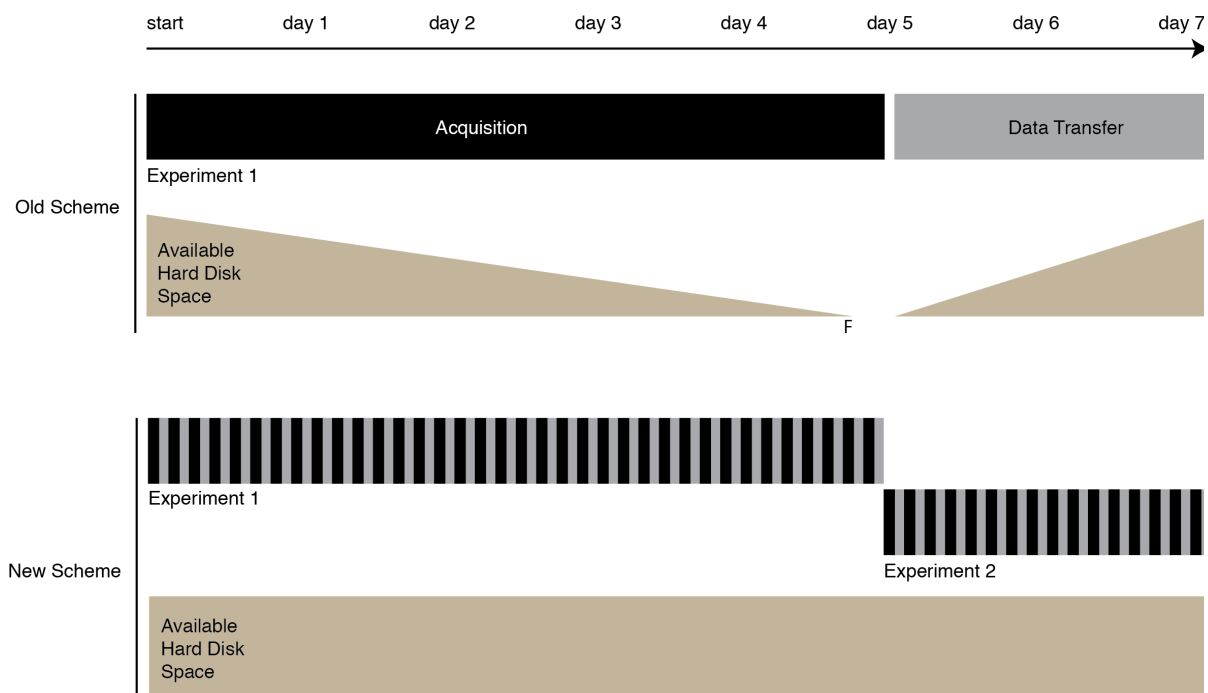 start day 1 day 2 day 3 day 4 day 5 day 6 day 7
Acquisition Data Transfer
Experiment 1
Old Scheme
Available
Hard Disk
Space
F
Experiment 1
Experiment 2
New Scheme
Available
Hard Disk
Space